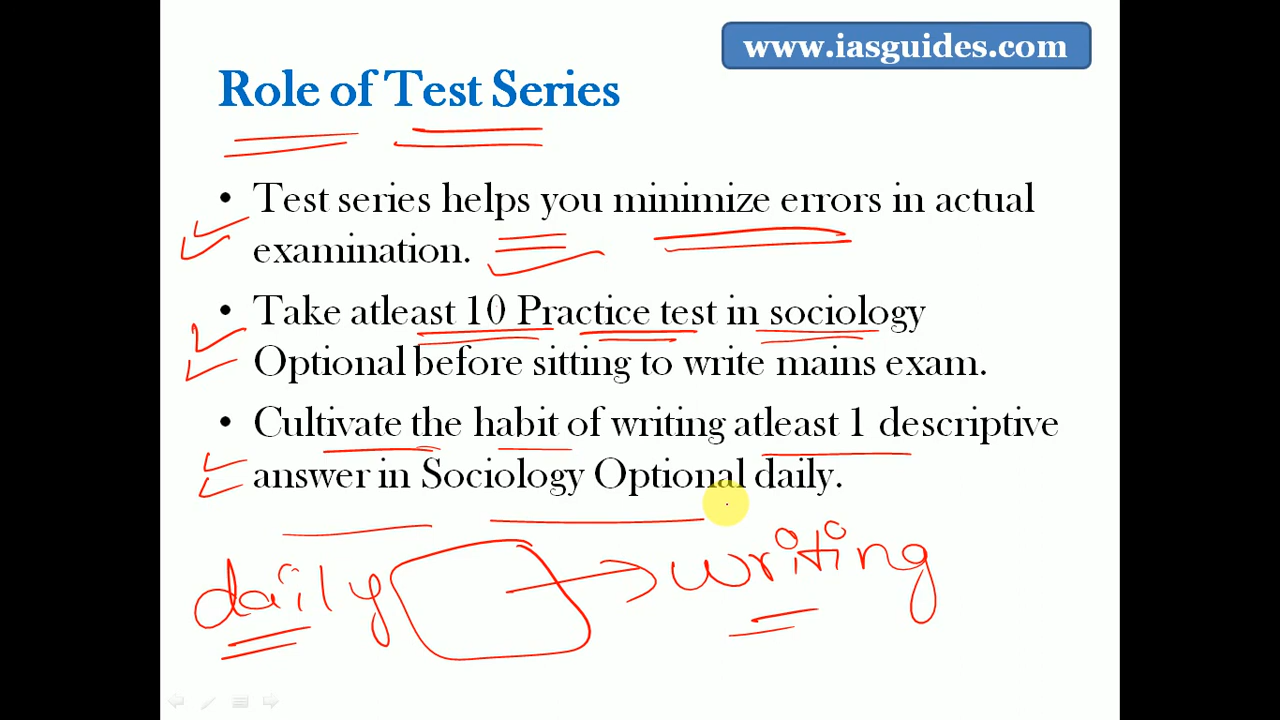 www.iasguides.com
Role of Test Series
• Test series helps you minimize errors in actual
examination.
• Take atleast 10 Practice test in sociology
Optional before sitting to write mains exam.
• Cultivate the habit of writing atleast 1 descriptive
answer in Sociology Optional daily.
daily writing